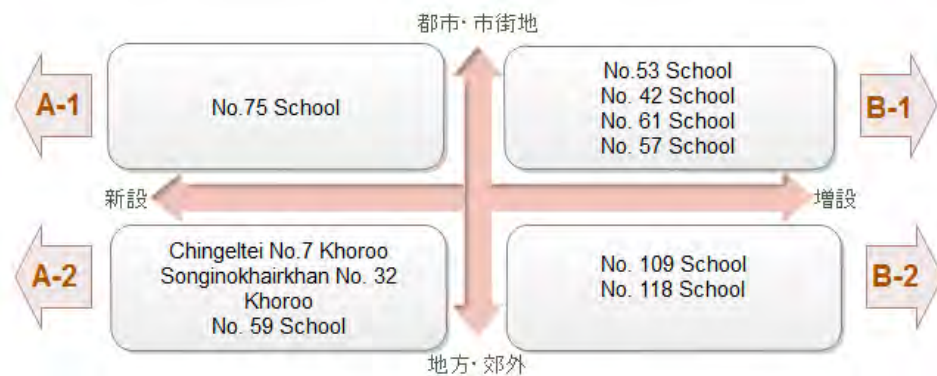 都市・市街地
A-1
No.75 School
No.53 School
No. 42 School
No. 61 School
No. 57 School
B-1
新設
増設
A-2
Chingeltei No.7 Khoroo
Songinokhairkhan No. 32
Khoroo
No. 59 School
No. 109 School
No. 118 School
B-2
地方・郊外